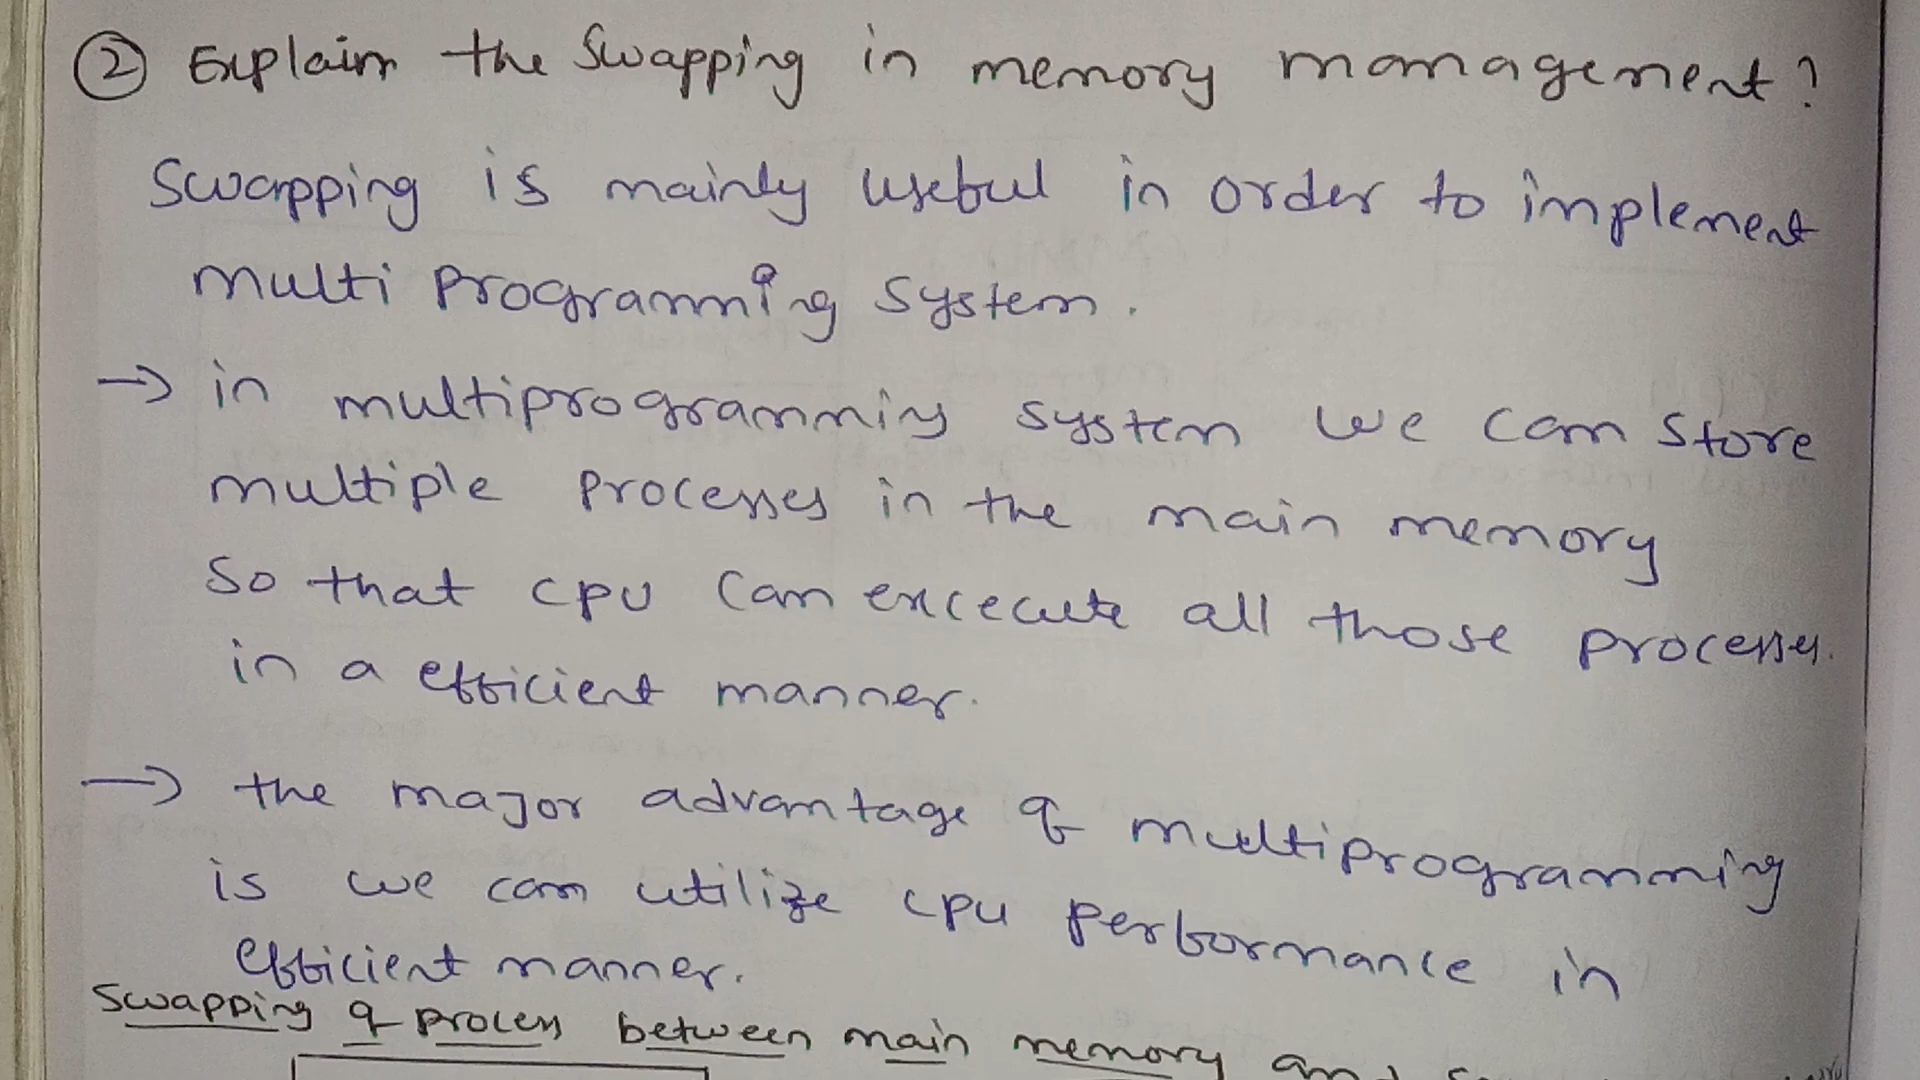 ② Explain the Swapping in memory management?
Swapping is mainly useful in order to implement
multi Programming System.
→ in multiprogramming system we can store
multiple processes in the main memory
so that cpu can excecute all those processes.
in a efficient manner.
→ the major advantage of multiprogramming
is we can utilize cpu performance in
efficient manner.
Swapping of process between main memory and